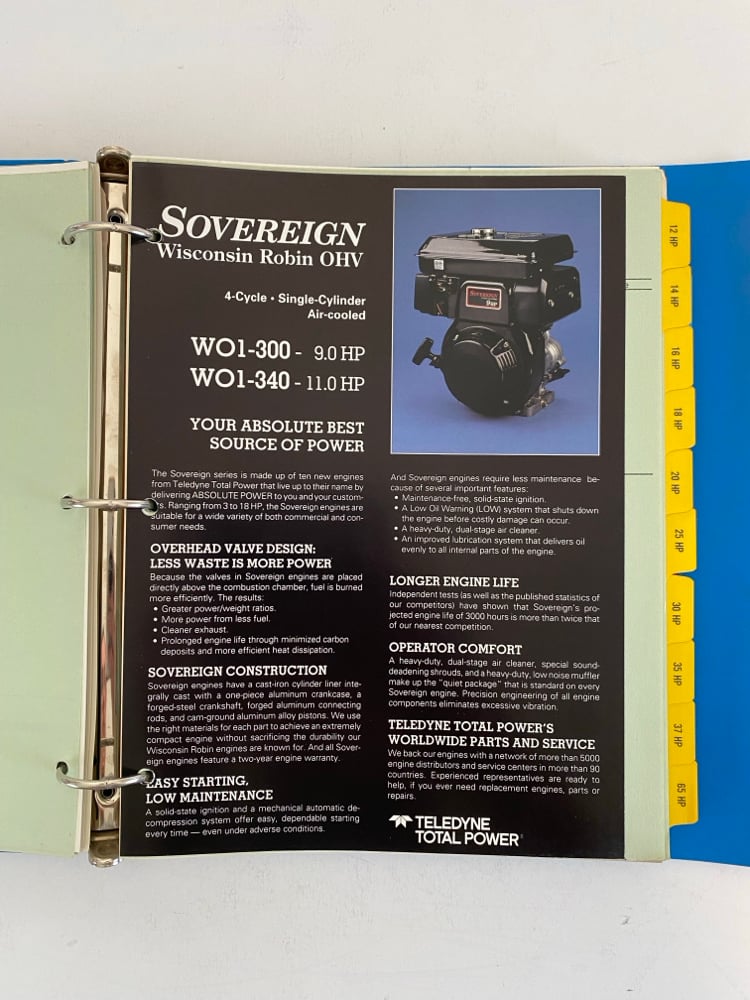 SOVEREIGN
Wisconsin Robin OHV
4-Cycle • Single-Cylinder
Air-cooled
WO1-300 - 9.0 HP
WO1-340 - 11.0 HP
YOUR ABSOLUTE BEST
SOURCE OF POWER
The Sovereign series is made up of ten new engines
from Teledyne Total Power that live up to their name by
delivering ABSOLUTE POWER to you and your custom-
ers. Ranging from 3 to 18 HP, the Sovereign engines are
suitable for a wide variety of both commercial and con-
sumer needs.
OVERHEAD VALVE DESIGN:
LESS WASTE IS MORE POWER
Because the valves in Sovereign engines are placed
directly above the combustion chamber, fuel is burned
more efficiently. The results:
• Greater power/weight ratios.
• More power from less fuel.
• Cleaner exhaust.
• Prolonged engine life through minimized carbon
deposits and more efficient heat dissipation.
SOVEREIGN CONSTRUCTION
Sovereign engines have a cast-iron cylinder liner inte-
grally cast with a one-piece aluminum crankcase, a
forged-steel crankshaft, forged aluminum connecting
rods, and cam-ground aluminum alloy pistons. We use
the right materials for each part to achieve an extremely
compact engine without sacrificing the durability our
Wisconsin Robin engines are known for. And all Sover-
eign engines feature a two-year engine warranty.
EASY STARTING,
LOW MAINTENANCE
A solid-state ignition and a mechanical automatic de-
compression system offer easy, dependable starting
every time — even under adverse conditions.
SOVEREIGN
9HP
And Sovereign engines require less maintenance be-
cause of several important features:
• Maintenance-free, solid-state ignition.
• A Low Oil Warning (LOW) system that shuts down
the engine before costly damage can occur.
• A heavy-duty, dual-stage air cleaner.
• An improved lubrication system that delivers oil
evenly to all internal parts of the engine.
LONGER ENGINE LIFE
Independent tests (as well as the published statistics of
our competitors) have shown that Sovereign's pro-
jected engine life of 3000 hours is more than twice that
of our nearest competition.
OPERATOR COMFORT
A heavy-duty, dual-stage air cleaner, special sound-
deadening shrouds, and a heavy-duty, low noise muffler
make up the "quiet package" that is standard on every
Sovereign engine. Precision engineering of all engine
components eliminates excessive vibration.
TELEDYNE TOTAL POWER'S
WORLDWIDE PARTS AND SERVICE
We back our engines with a network of more than 5000
engine distributors and service centers in more than 90
countries. Experienced representatives are ready to
help, if you ever need replacement engines, parts or
repairs.
TELEDYNE
TOTAL POWER
12 HP
14 HP
16 HP
18 HP
20 HP
25 HP
30 HP
35 HP
37 HP
65 HP